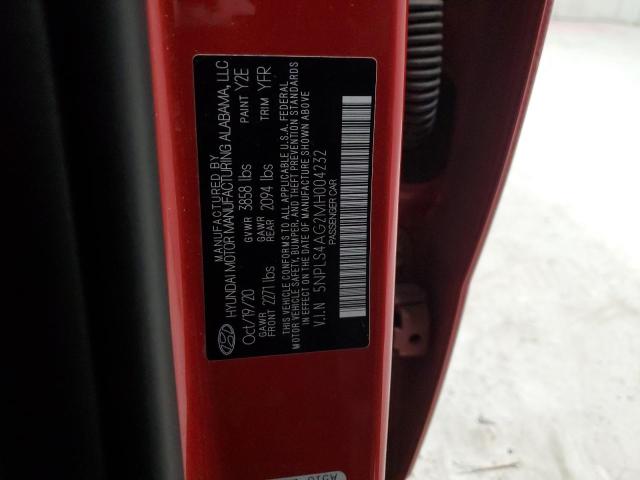 MANUFACTURED BY
HYUNDAI MOTOR MANUFACTURING ALABAMA, LLC
Oct/19/20 GVWR 3858 lbs PAINT Y2E
GAWR FRONT 2271 lbs GAWR REAR 2094 lbs TRIM YFR
THIS VEHICLE CONFORMS TO ALL APPLICABLE U.S.A. FEDERAL
MOTOR VEHICLE SAFETY, BUMPER, AND THEFT PREVENTION STANDARDS
IN EFFECT ON THE DATE OF MANUFACTURE SHOWN ABOVE
V.I.N 5NPLS4AG2MH004232
PASSENGER CAR